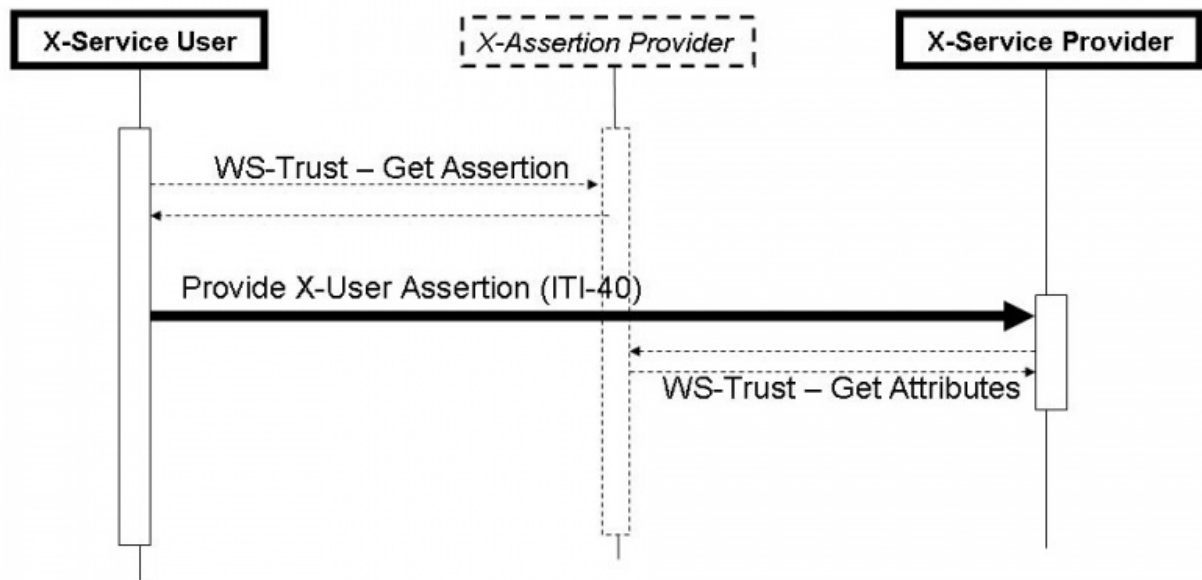 X-Service User
X-Assertion Provider
X-Service Provider
WS-Trust – Get Assertion
Provide X-User Assertion (ITI-40)
WS-Trust – Get Attributes